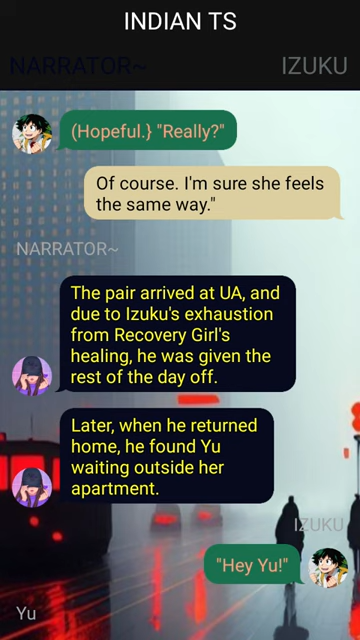 INDIAN TS
NARRATOR~
IZUKU
(Hopeful.} "Really?"
Of course. I'm sure she feels
the same way."
NARRATOR~
The pair arrived at UA, and
due to Izuku's exhaustion
from Recovery Girl's
healing, he was given the
rest of the day off.
Later, when he returned
home, he found Yu
waiting outside her
apartment.
IZUKU
"Hey Yu!"
Yu